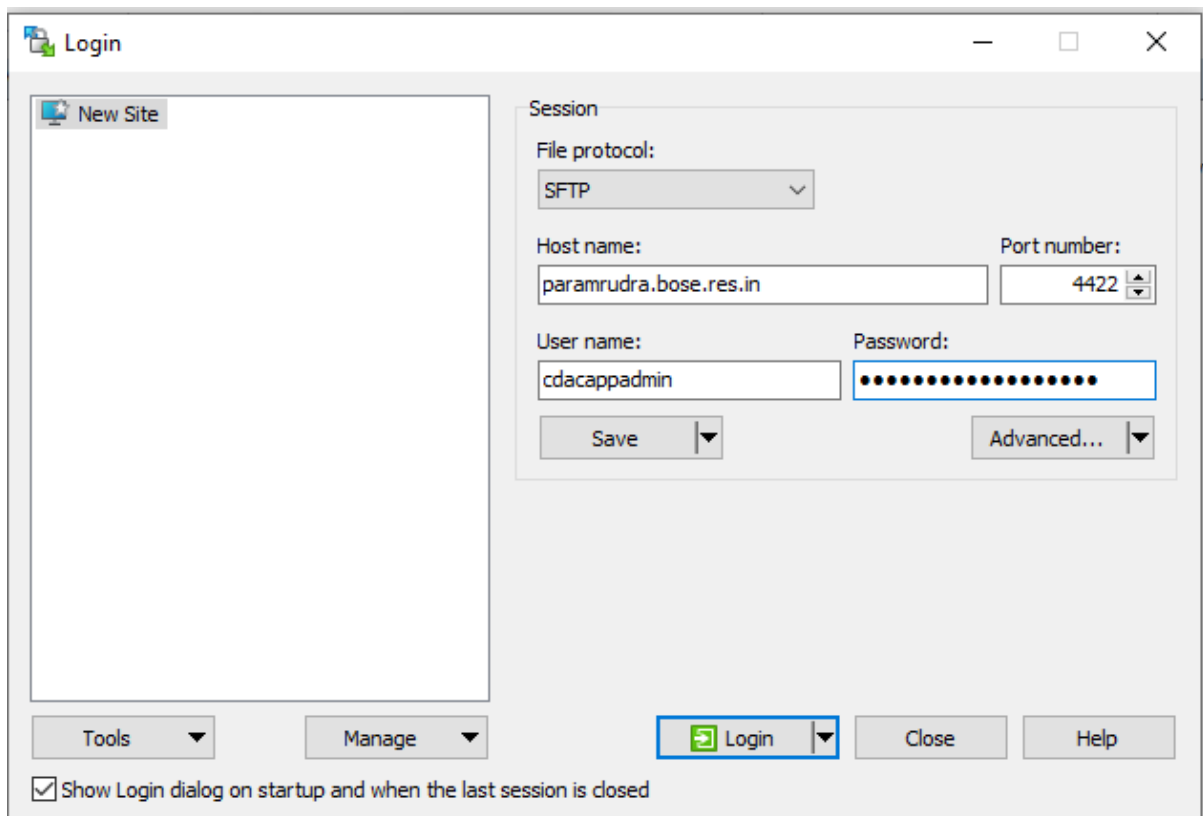 Login
New Site
Session
File protocol:
SFTP
Host name: Port number:
paramrudra.bose.res.in 4422
User name: Password:
cdacappadmin ●●●●●●●●●●●●●●●●●●
Save Advanced...
Tools Manage Login Close Help
Show Login dialog on startup and when the last session is closed